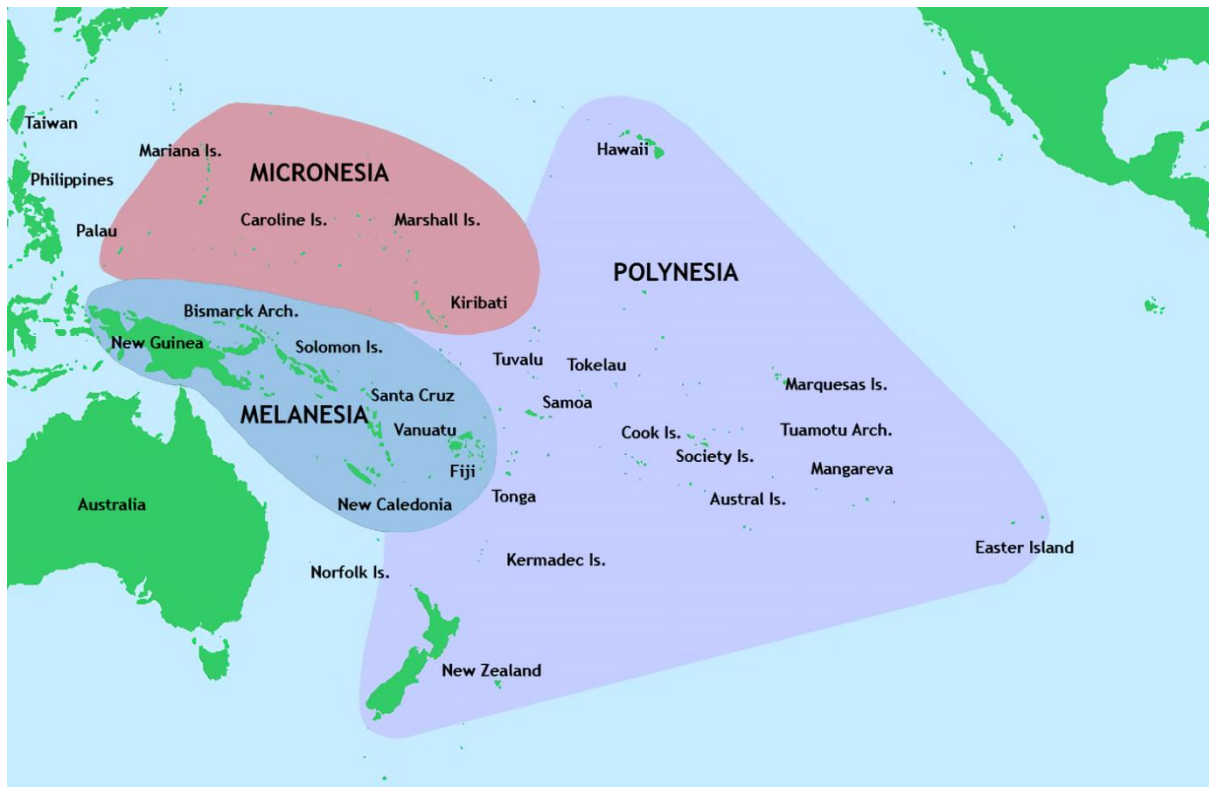 Taiwan
Hawaii
Mariana Is.
MICRONESIA
Philippines
Caroline Is.
Marshall Is.
Palau
POLYNESIA
Kiribati
Bismarck Arch.
New Guinea
Solomon Is.
Tuvalu
Tokelau
Marquesas Is.
Santa Cruz
Samoa
MELANESIA
Vanuatu
Cook Is.
Tuamotu Arch.
Society Is.
Fiji
Mangareva
Tonga
Austral Is.
Australia
New Caledonia
Easter Island
Kermadec Is.
Norfolk Is.
New Zealand